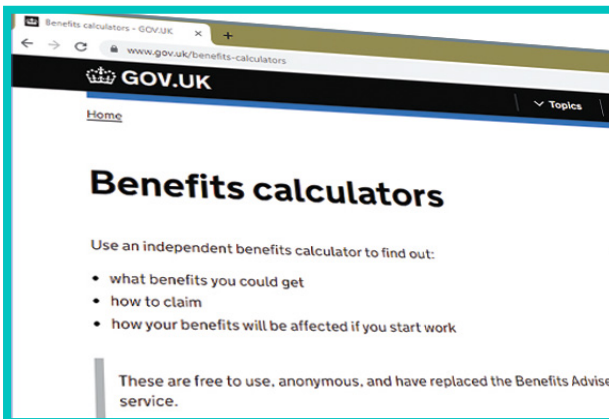 Benefits calculators - GOV.UK
www.gov.uk/benefits-calculators
GOV.UK
Topics
Home
Benefits calculators
Use an independent benefits calculator to find out:
• what benefits you could get
• how to claim
• how your benefits will be affected if you start work
These are free to use, anonymous, and have replaced the Benefits Advise
service.